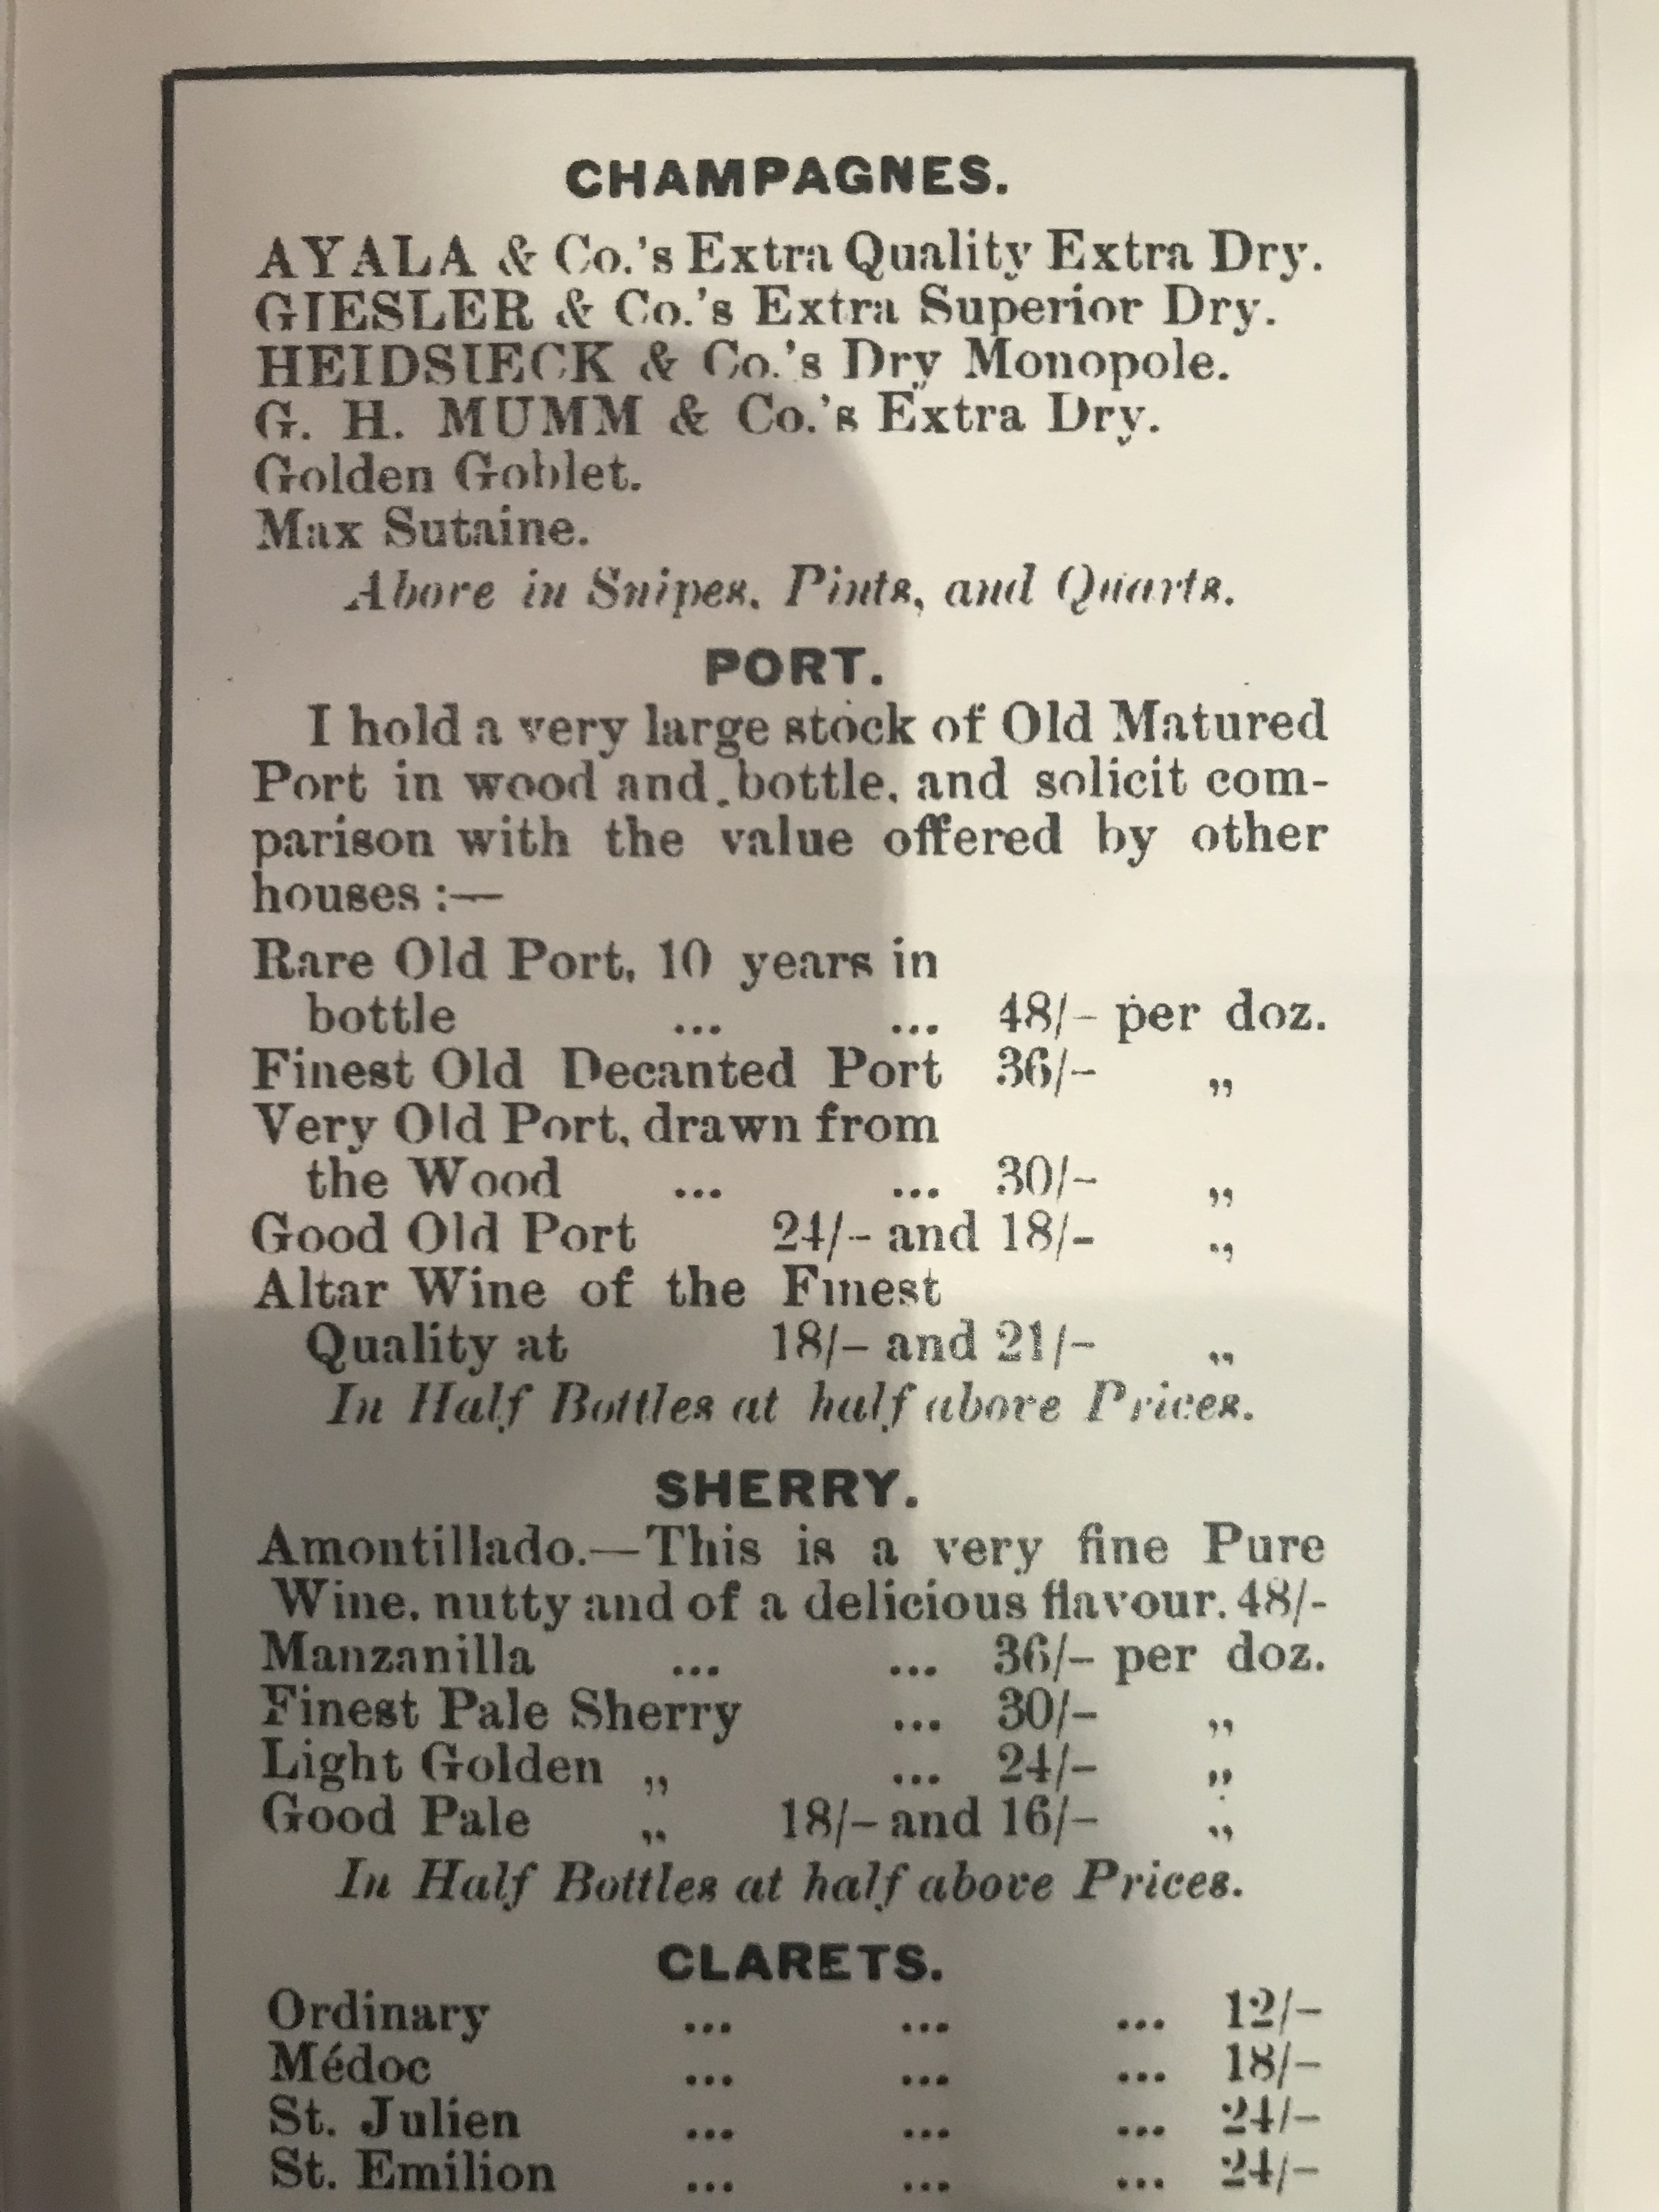 CHAMPAGNES.
AYALA & Co.'s Extra Quality Extra Dry.
GIESLER & Co.'s Extra Superior Dry.
HEIDSIECK & Co.'s Dry Monopole.
G. H. MUMM & Co.'s Extra Dry.
Golden Goblet.
Max Sutaine.
Above in Snipes, Pints, and Quarts.
PORT.
I hold a very large stock of Old Matured
Port in wood and bottle, and solicit com-
parison with the value offered by other
houses :—
Rare Old Port, 10 years in
bottle ... ... 48/- per doz.
Finest Old Decanted Port 36/- „
Very Old Port, drawn from
the Wood ... ... 30/- „
Good Old Port 24/- and 18/- „
Altar Wine of the Finest
Quality at 18/- and 21/- „
In Half Bottles at half above Prices.
SHERRY.
Amontillado.—This is a very fine Pure
Wine, nutty and of a delicious flavour. 48/-
Manzanilla ... ... 36/- per doz.
Finest Pale Sherry ... 30/- „
Light Golden „ ... 24/- „
Good Pale „ 18/- and 16/- „
In Half Bottles at half above Prices.
CLARETS.
Ordinary ... ... ... 12/-
Médoc ... ... ... 18/-
St. Julien ... ... ... 24/-
St. Emilion ... ... ... 24/-